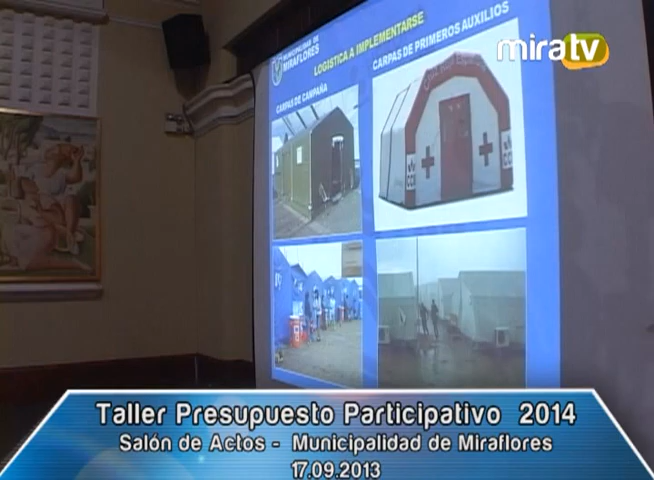 MUNICIPALIDAD DE
MIRAFLORES
LOGISTICA A IMPLEMENTARSE
CARPAS DE CAMPAÑA
CARPAS DE PRIMEROS AUXILIOS
miratv
Taller Presupuesto Participativo 2014
Salón de Actos - Municipalidad de Miraflores
17.09.2013